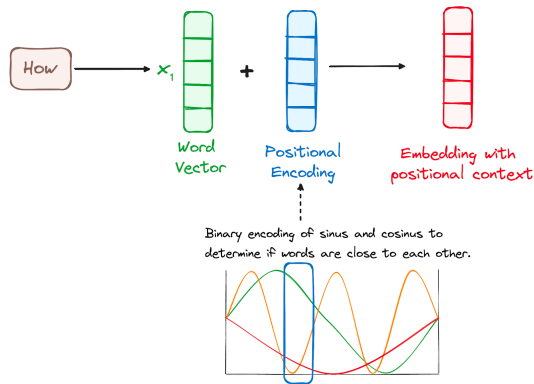 How
x₁
+
Word
Vector
Positional
Encoding
Embedding with
positional context
Binary encoding of sinus and cosinus to
determine if words are close to each other.